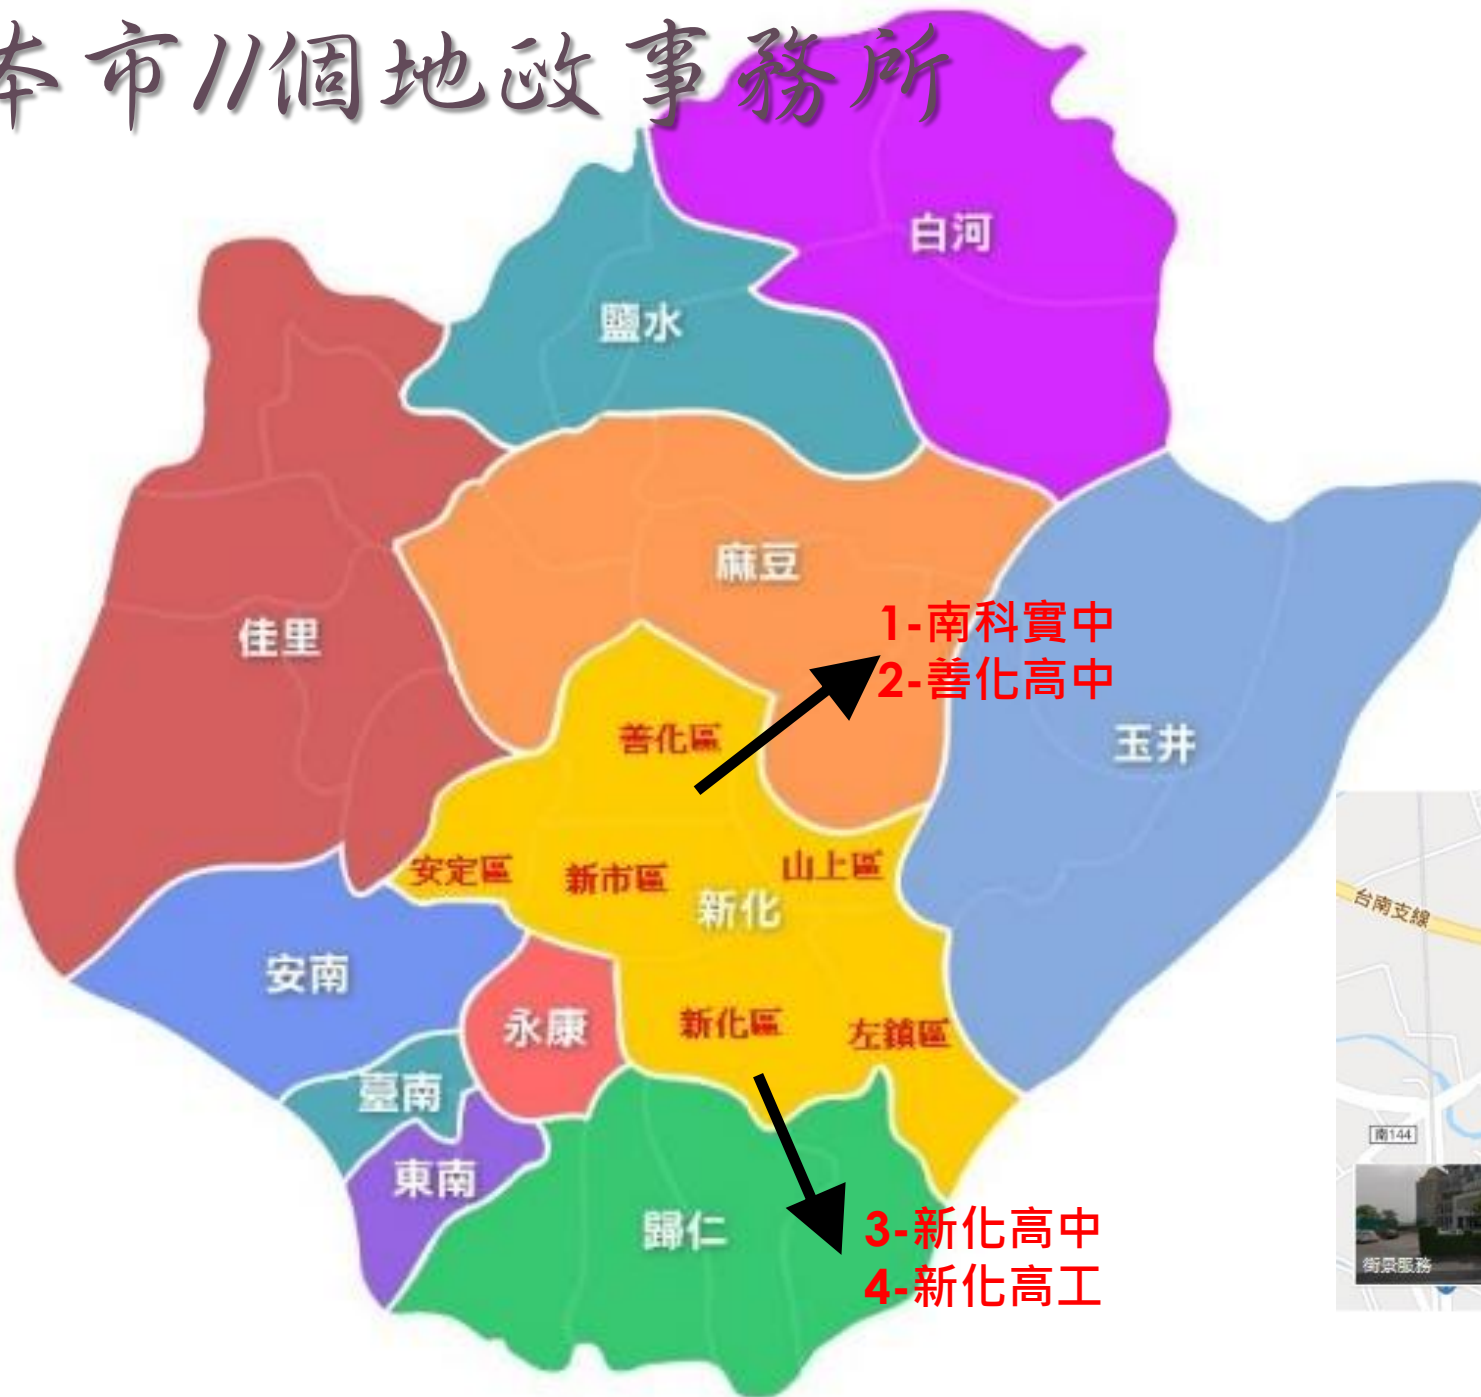 本市11個地政事務所
白河
鹽水
麻豆
佳里
1-南科實中
2-善化高中
善化區
玉井
安定區
新市區
山上區
新化
安南
永康
新化區
左鎮區
臺南
東南
歸仁
3-新化高中
4-新化高工
台南支線
南144
街景服務